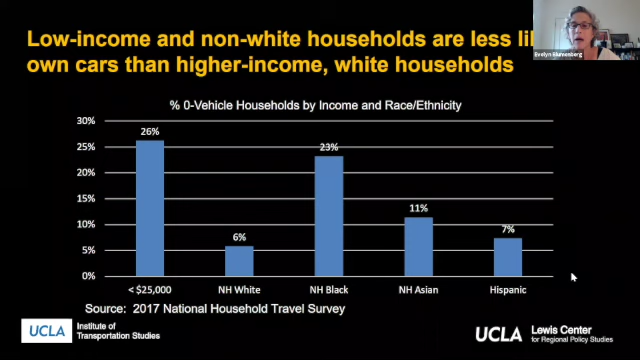 Low-income and non-white households are less
own cars than higher-income, white households
Evelyn Blumenberg
% 0-Vehicle Households by Income and Race/Ethnicity
30%
25%
20%
15%
10%
5%
0%
26%
6%
23%
11%
7%
< $25,000
NH White
NH Black
NH Asian
Hispanic
Source: 2017 National Household Travel Survey
UCLA
Institute of
Transportation Studies
UCLA
Lewis Center
for Regional Policy Studies